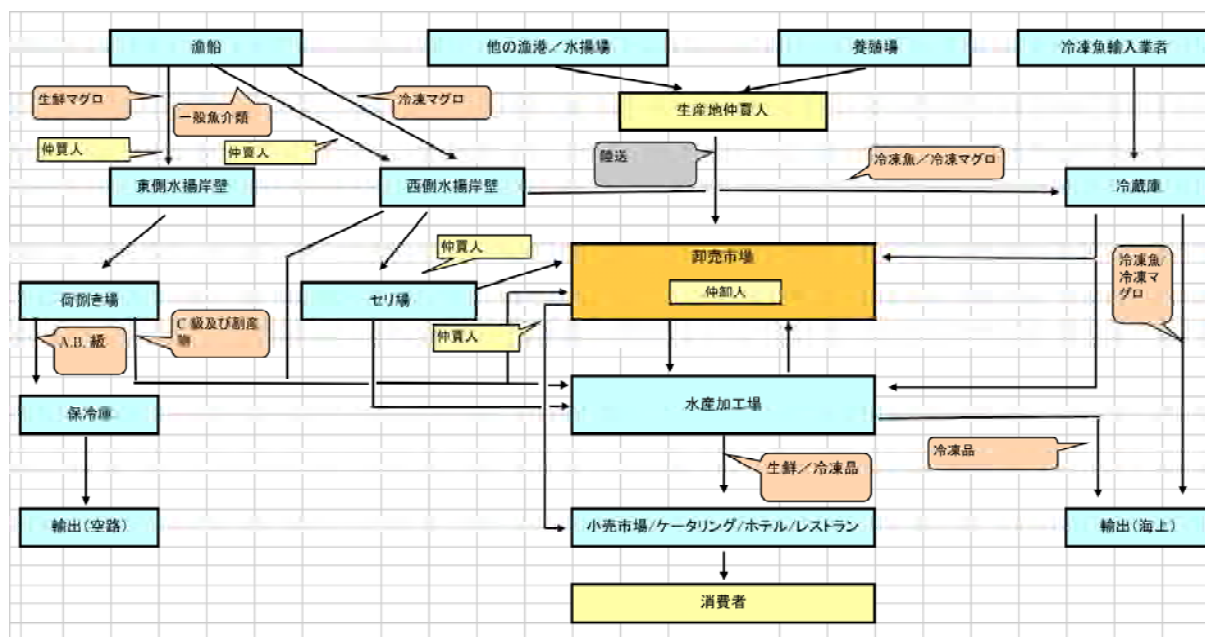 漁船
他の漁港／水揚場
養殖場
冷凍魚輸入業者
生鮮マグロ
一般魚介類
冷凍マグロ
生産地仲買人
仲買人
仲買人
陸送
冷凍魚／冷凍マグロ
東側水揚岸壁
西側水揚岸壁
冷蔵庫
仲買人
卸売市場
仲卸人
冷凍魚/
冷凍マ
グロ
荷捌き場
セリ場
A.B. 級
C 級及び副産
物
仲買人
保冷庫
水産加工場
冷凍品
生鮮／冷凍品
輸出(空路)
小売市場/ケータリング/ホテル/レストラン
輸出(海上)
消費者